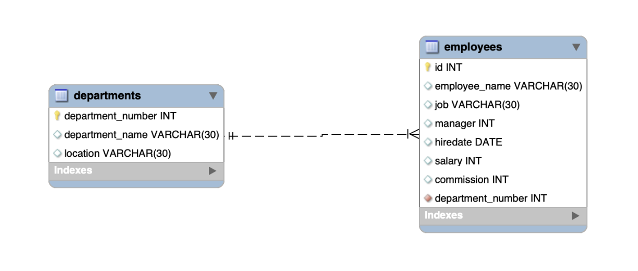 departments
department_number INT
department_name VARCHAR(30)
location VARCHAR(30)
Indexes
employees
id INT
employee_name VARCHAR(30)
job VARCHAR(30)
manager INT
hiredate DATE
salary INT
commission INT
department_number INT
Indexes